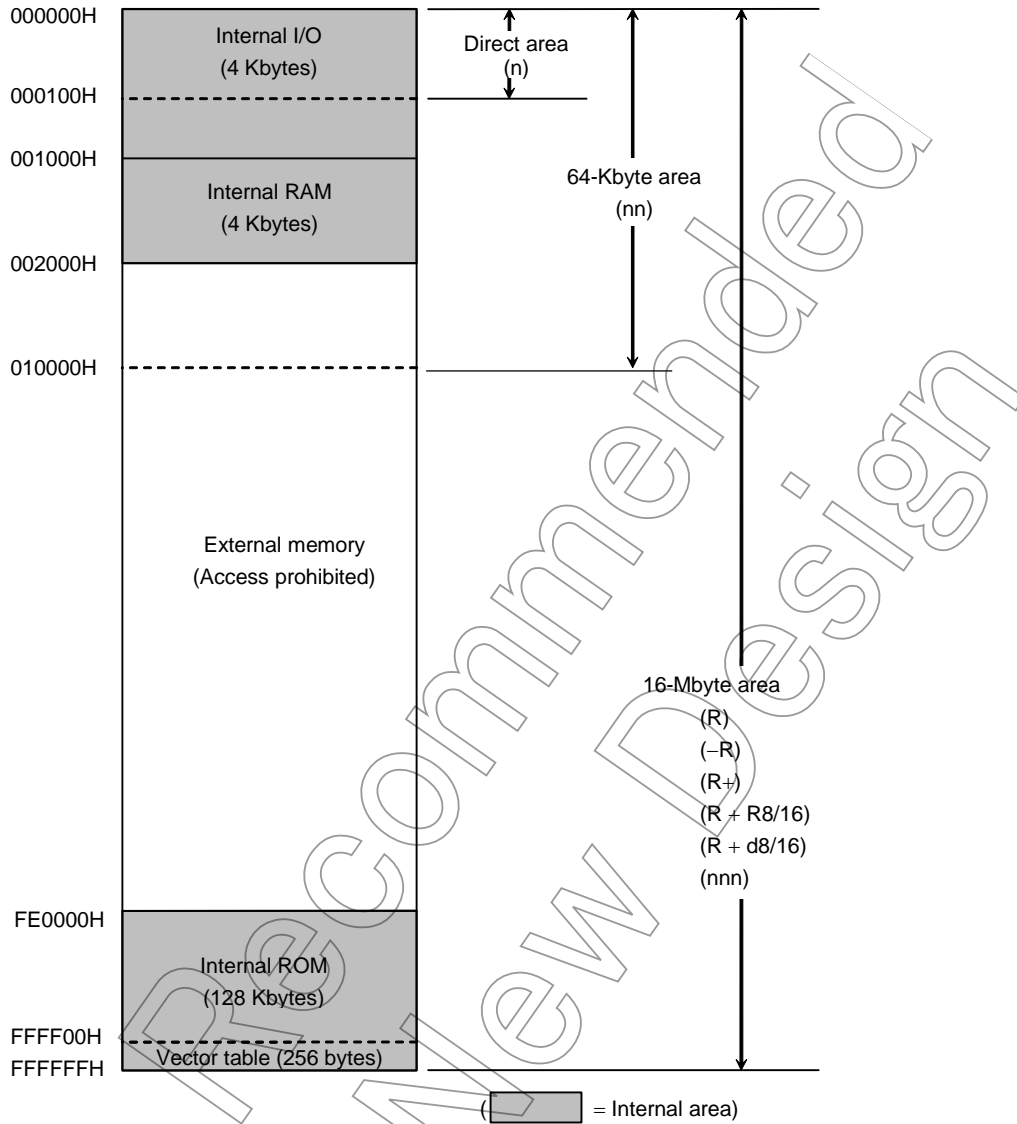 000000H
Internal I/O
(4 Kbytes)
Direct area
(n)
000100H
001000H
64-Kbyte area
(nn)
Internal RAM
(4 Kbytes)
002000H
010000H
External memory
(Access prohibited)
16-Mbyte area
(R)
(−R)
(R+)
(R + R8/16)
(R + d8/16)
(nnn)
FE0000H
Internal ROM
(128 Kbytes)
FFFF00H
Vector table (256 bytes)
FFFFFFH
( = Internal area)
Recommended
New Design